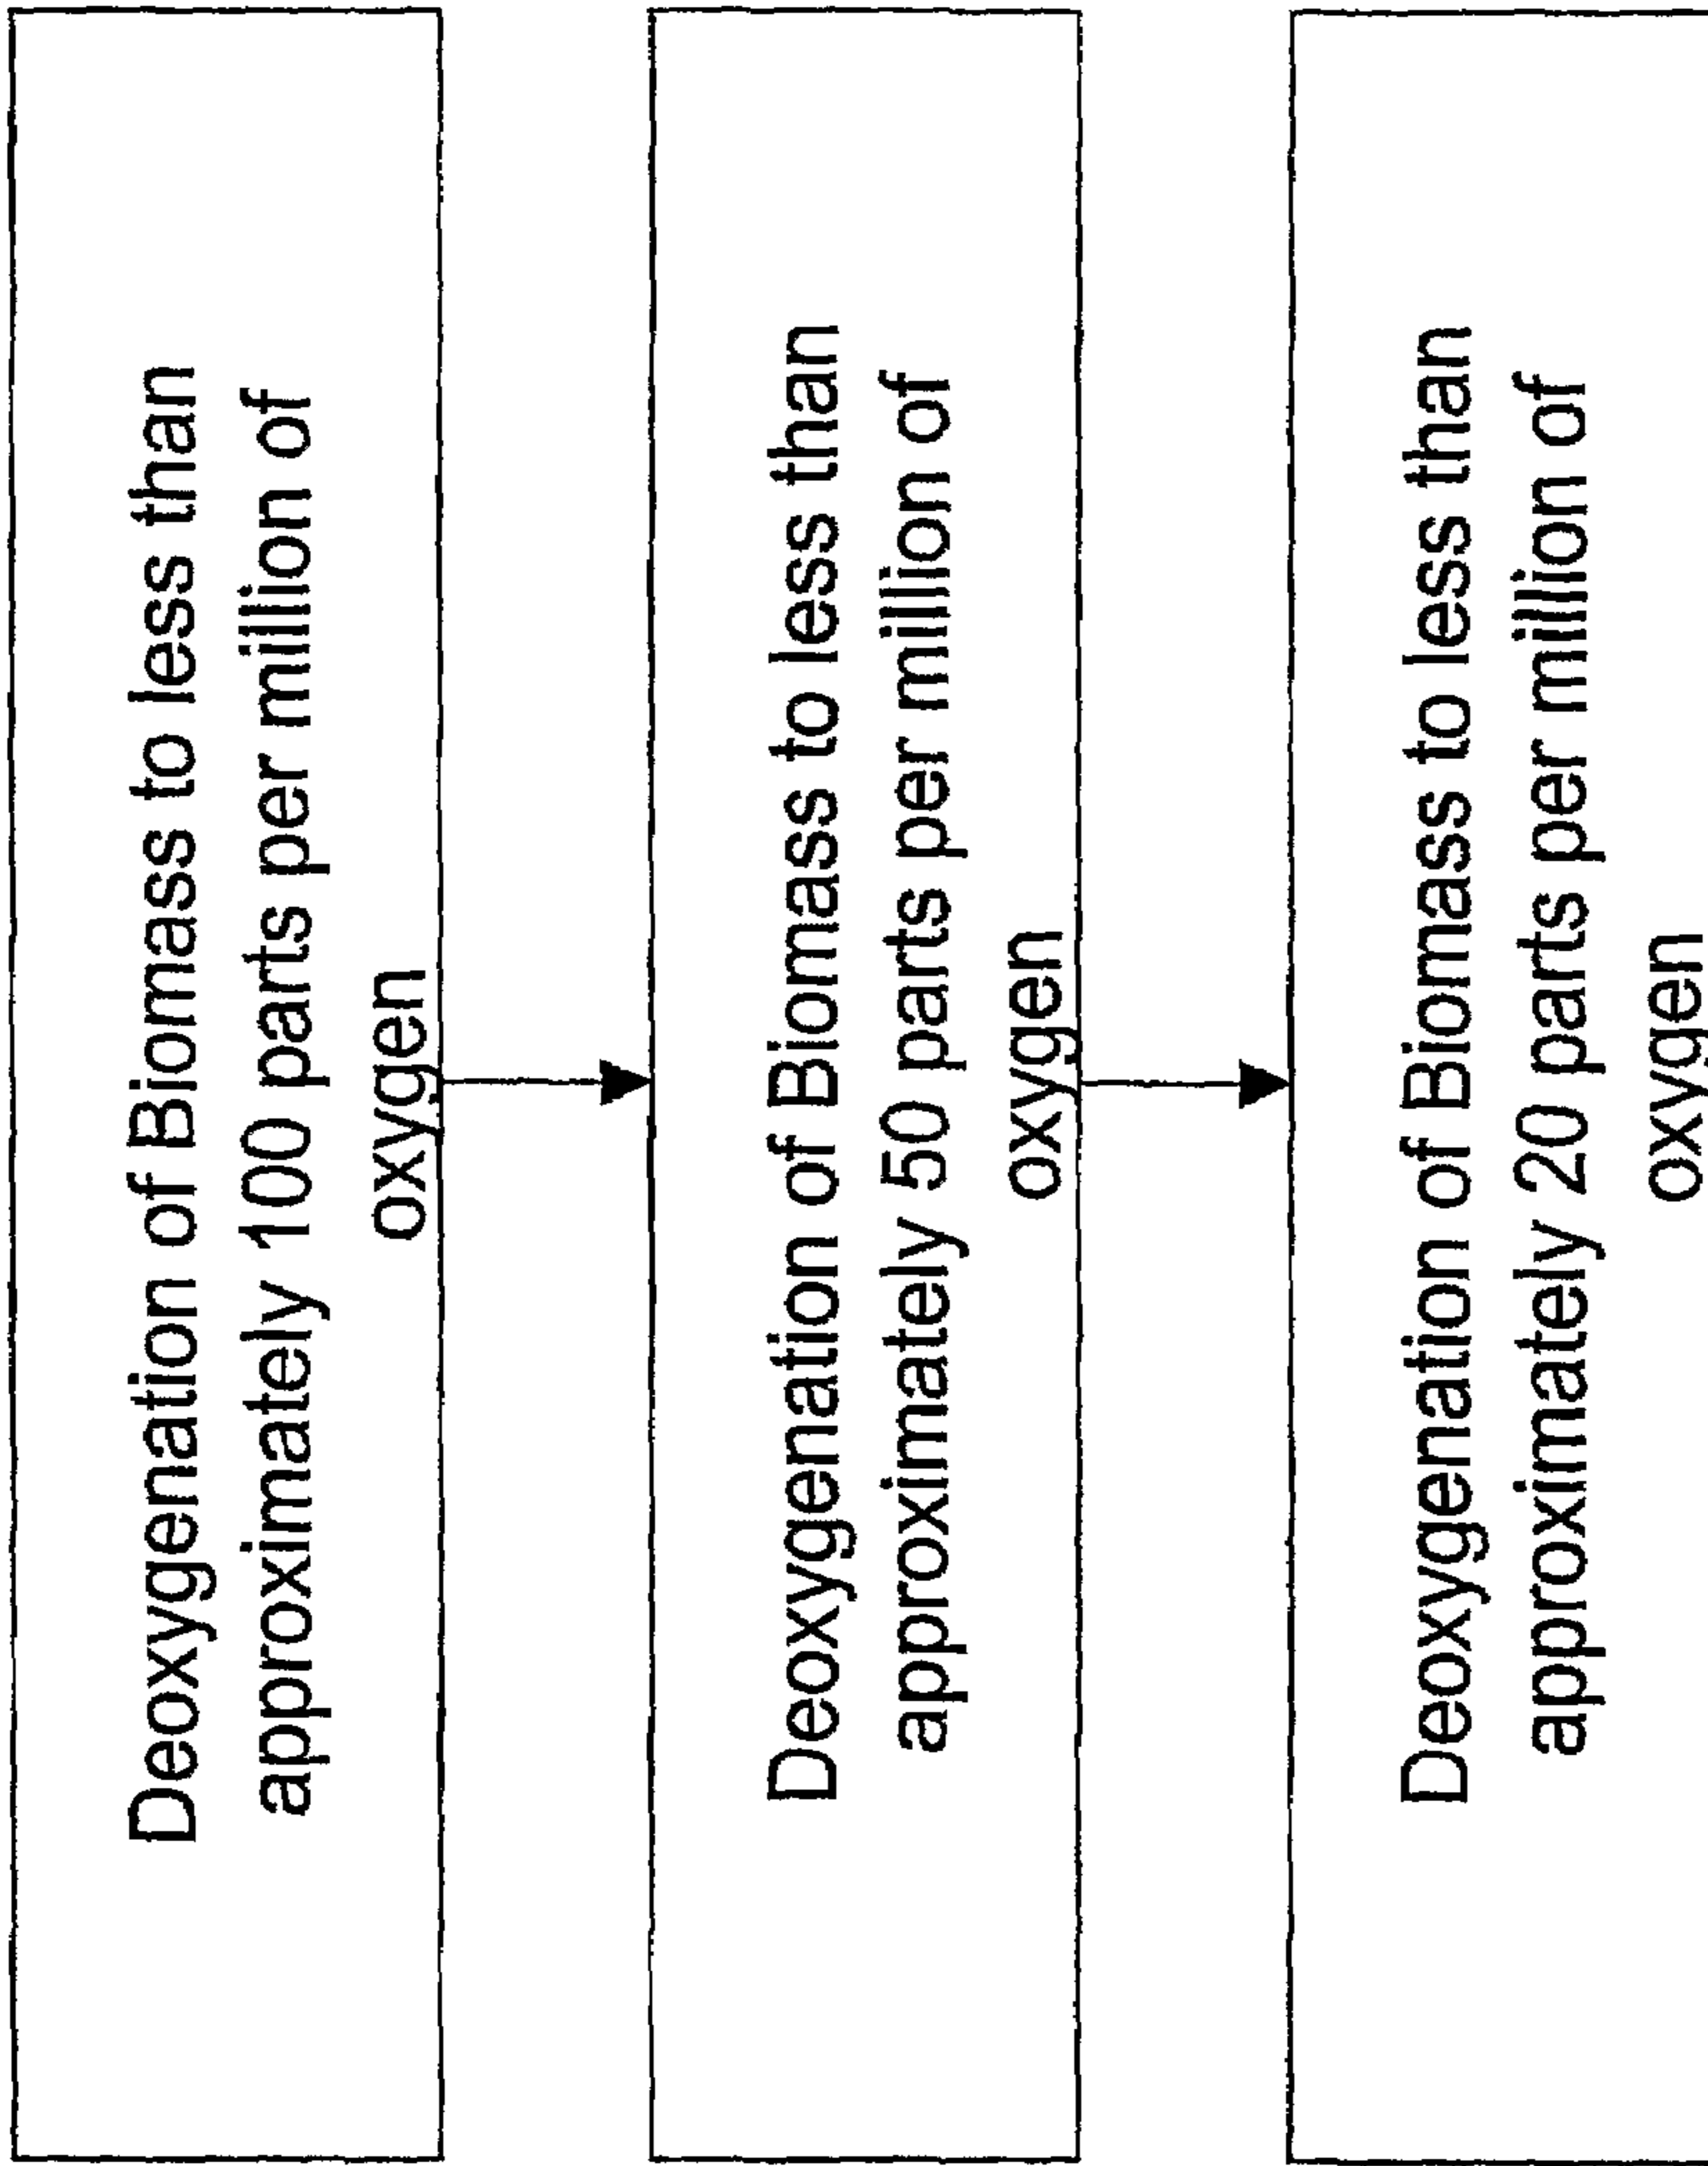 Deoxygenation of Biomass to less than
approximately 100 parts per million of
oxygen
Deoxygenation of Biomass to less than
approximately 50 parts per million of
oxygen
Deoxygenation of Biomass to less than
approximately 20 parts per million of
oxygen